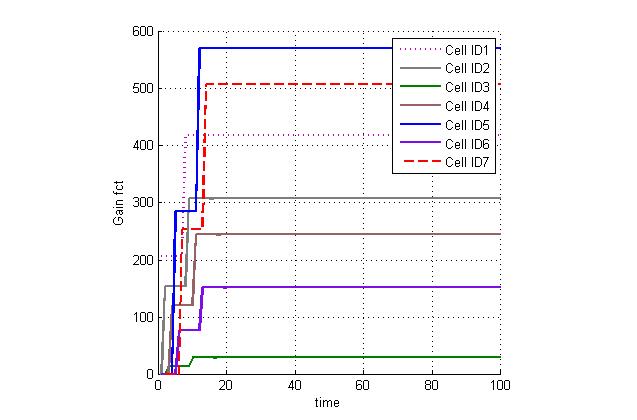 600
500
400
300
200
100
0
Gain fct
0 20 40 60 80 100
time
Cell ID1
Cell ID2
Cell ID3
Cell ID4
Cell ID5
Cell ID6
Cell ID7